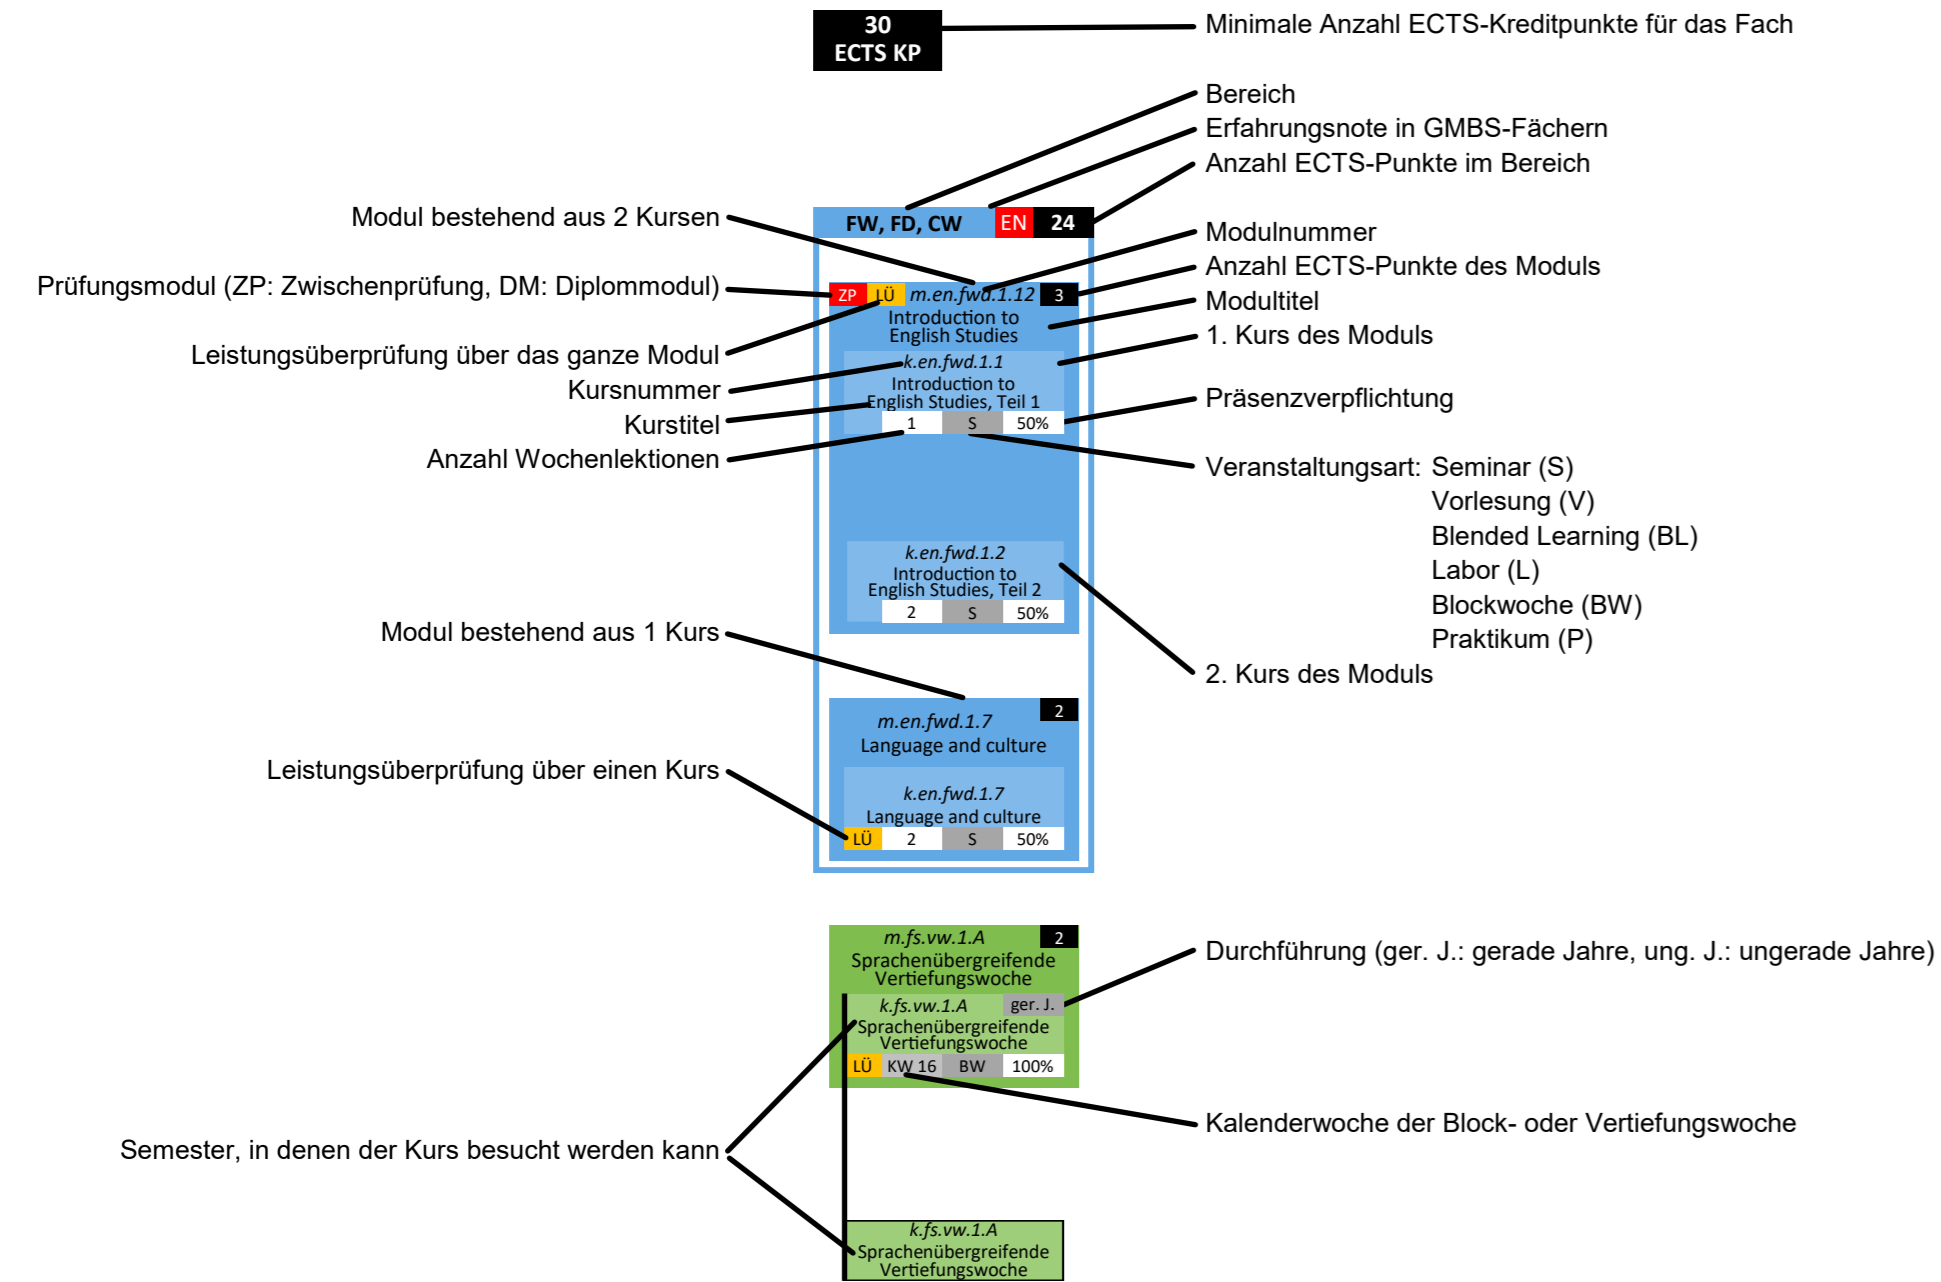 30
ECTS KP
Minimale Anzahl ECTS-Kreditpunkte für das Fach
Bereich
Erfahrungsnote in GMBS-Fächern
Anzahl ECTS-Punkte im Bereich
Modul bestehend aus 2 Kursen
FW, FD, CW EN 24
Modulnummer
Anzahl ECTS-Punkte des Moduls
Prüfungsmodul (ZP: Zwischenprüfung, DM: Diplommodul)
ZP LÜ m.en.fwd.1.12 3
Modultitel
Introduction to
English Studies
1. Kurs des Moduls
Leistungsüberprüfung über das ganze Modul
k.en.fwd.1.1
Kursnummer
Introduction to
English Studies, Teil 1
Präsenzverpflichtung
Kurstitel
1 S 50%
Anzahl Wochenlektionen
Veranstaltungsart: Seminar (S)
Vorlesung (V)
Blended Learning (BL)
Labor (L)
Blockwoche (BW)
Praktikum (P)
k.en.fwd.1.2
Introduction to
English Studies, Teil 2
2 S 50%
Modul bestehend aus 1 Kurs
2. Kurs des Moduls
m.en.fwd.1.7 2
Language and culture
Leistungsüberprüfung über einen Kurs
k.en.fwd.1.7
Language and culture
LÜ 2 S 50%
m.fs.vw.1.A 2
Sprachenübergreifende
Vertiefungswoche
Durchführung (ger. J.: gerade Jahre, ung. J.: ungerade Jahre)
k.fs.vw.1.A ger. J.
Sprachenübergreifende
Vertiefungswoche
LÜ KW 16 BW 100%
Kalenderwoche der Block- oder Vertiefungswoche
Semester, in denen der Kurs besucht werden kann
k.fs.vw.1.A
Sprachenübergreifende
Vertiefungswoche